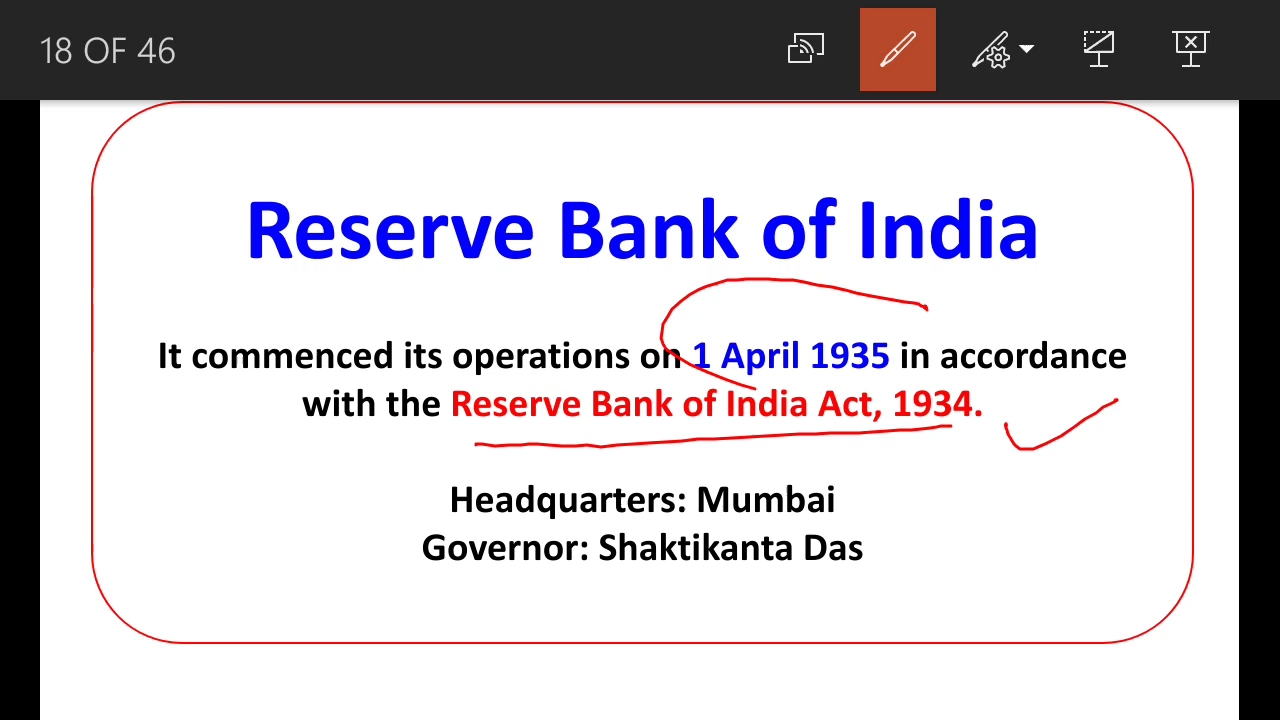 18 OF 46
Reserve Bank of India
It commenced its operations on 1 April 1935 in accordance
with the Reserve Bank of India Act, 1934.
Headquarters: Mumbai
Governor: Shaktikanta Das